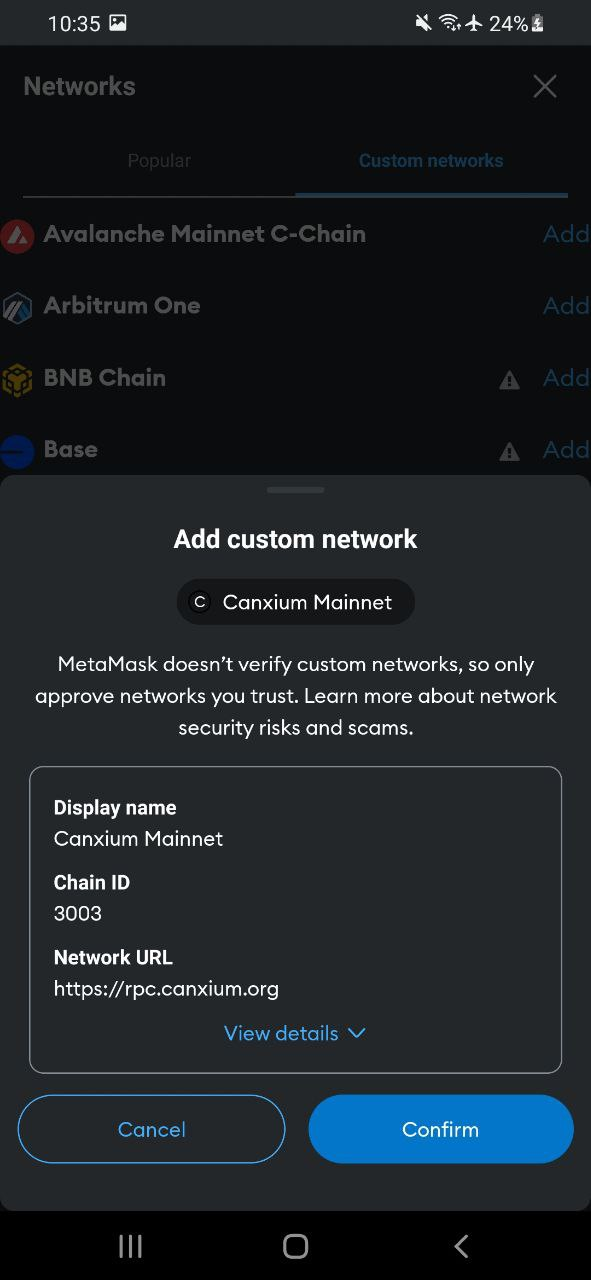 10:35
24%
Networks
Popular
Custom networks
Avalanche Mainnet C-Chain
Add
Arbitrum One
Add
BNB Chain
Add
Base
Add
Add custom network
C Canxium Mainnet
MetaMask doesn’t verify custom networks, so only
approve networks you trust. Learn more about network
security risks and scams.
Display name
Canxium Mainnet
Chain ID
3003
Network URL
https://rpc.canxium.org
View details
Cancel
Confirm